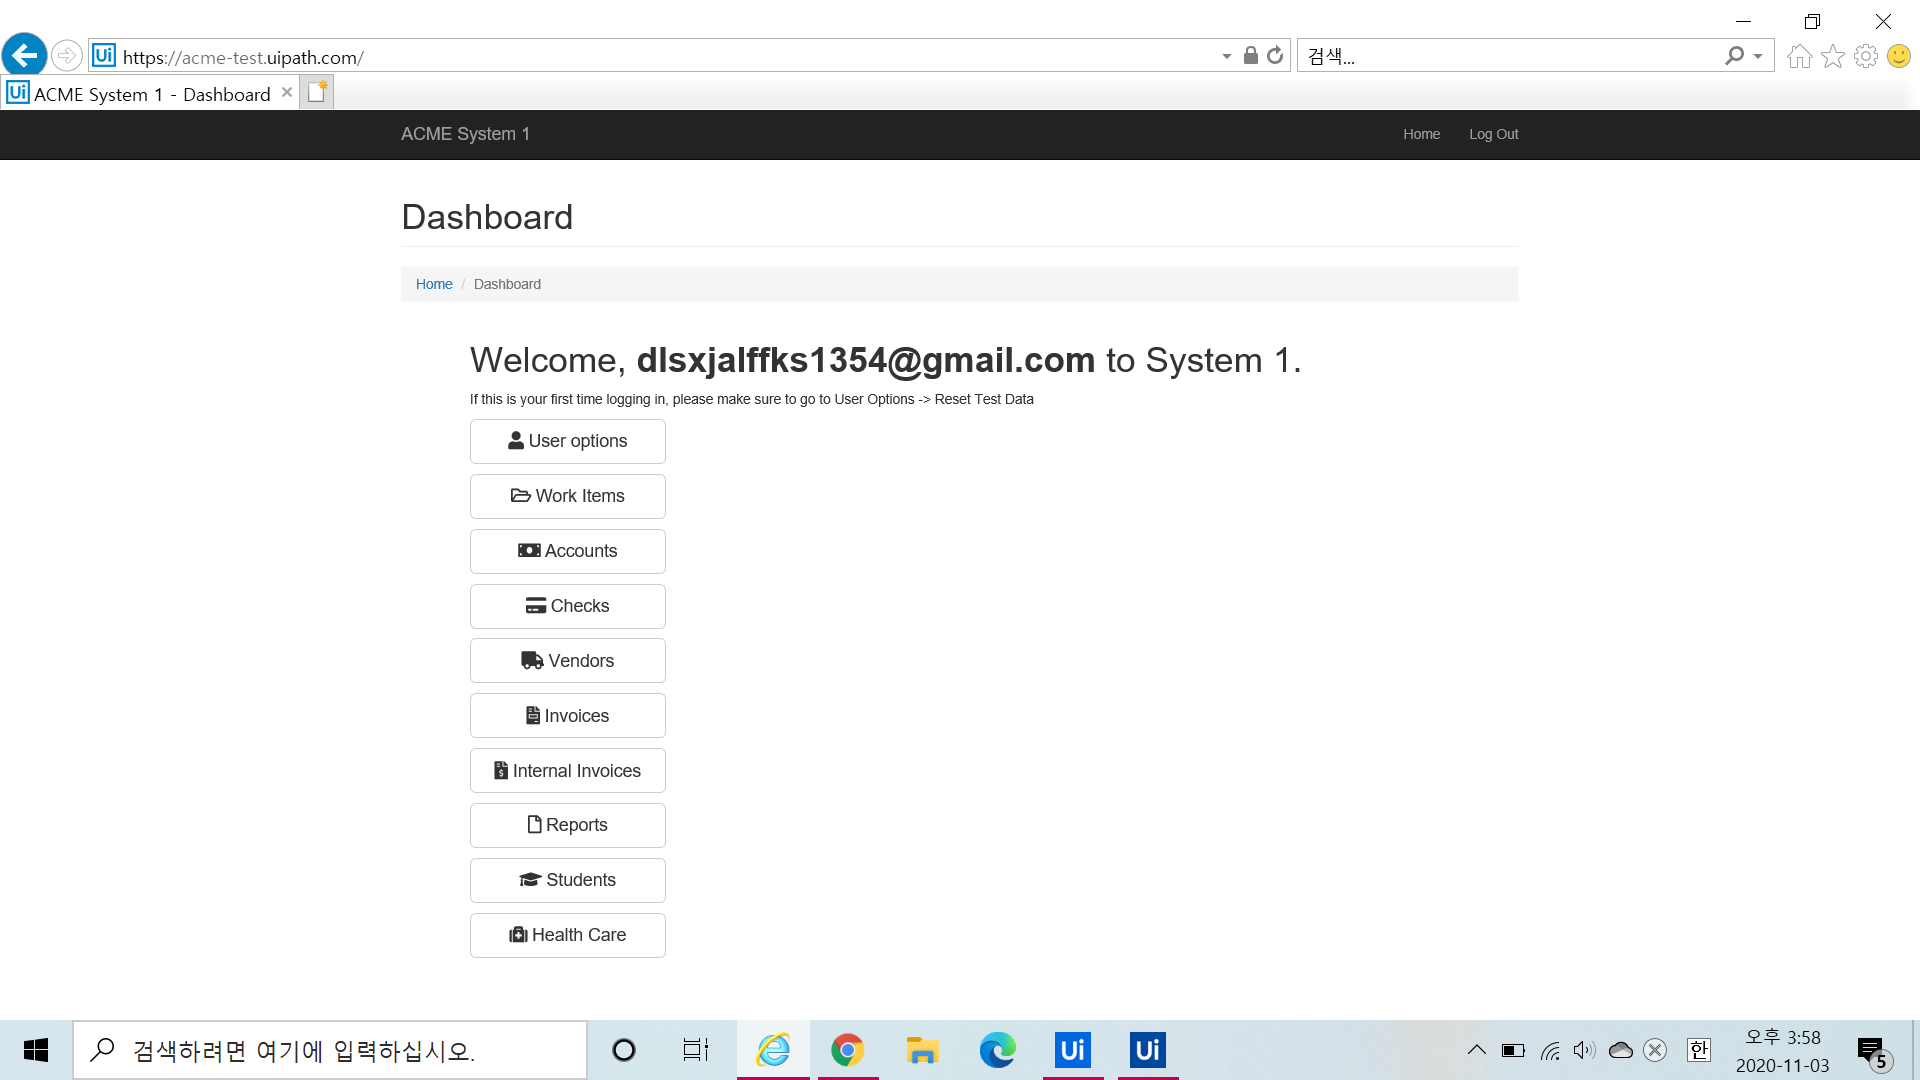 Ui https://acme-test.uipath.com/
검색...
Ui ACME System 1 - Dashboard
ACME System 1
Home
Log Out
Dashboard
Home / Dashboard
Welcome, dlsxjalffks1354@gmail.com to System 1.
If this is your first time logging in, please make sure to go to User Options -> Reset Test Data
User options
Work Items
Accounts
Checks
Vendors
Invoices
Internal Invoices
Reports
Students
Health Care
검색하려면 여기에 입력하십시오.
Ui
Ui
한
오후 3:58
2020-11-03
5